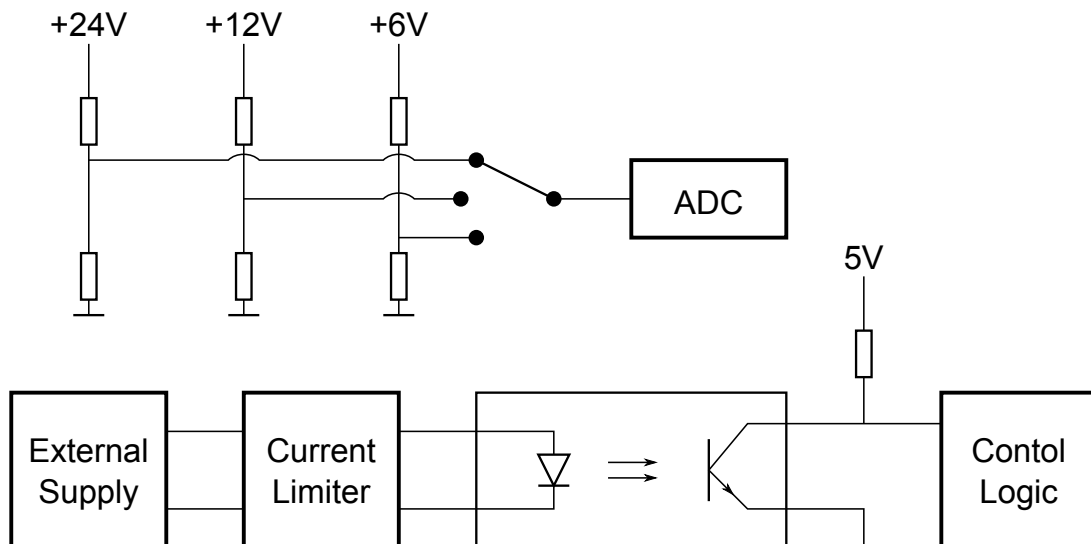 +24V
+12V
+6V
ADC
5V
External
Supply
Current
Limiter
Contol
Logic